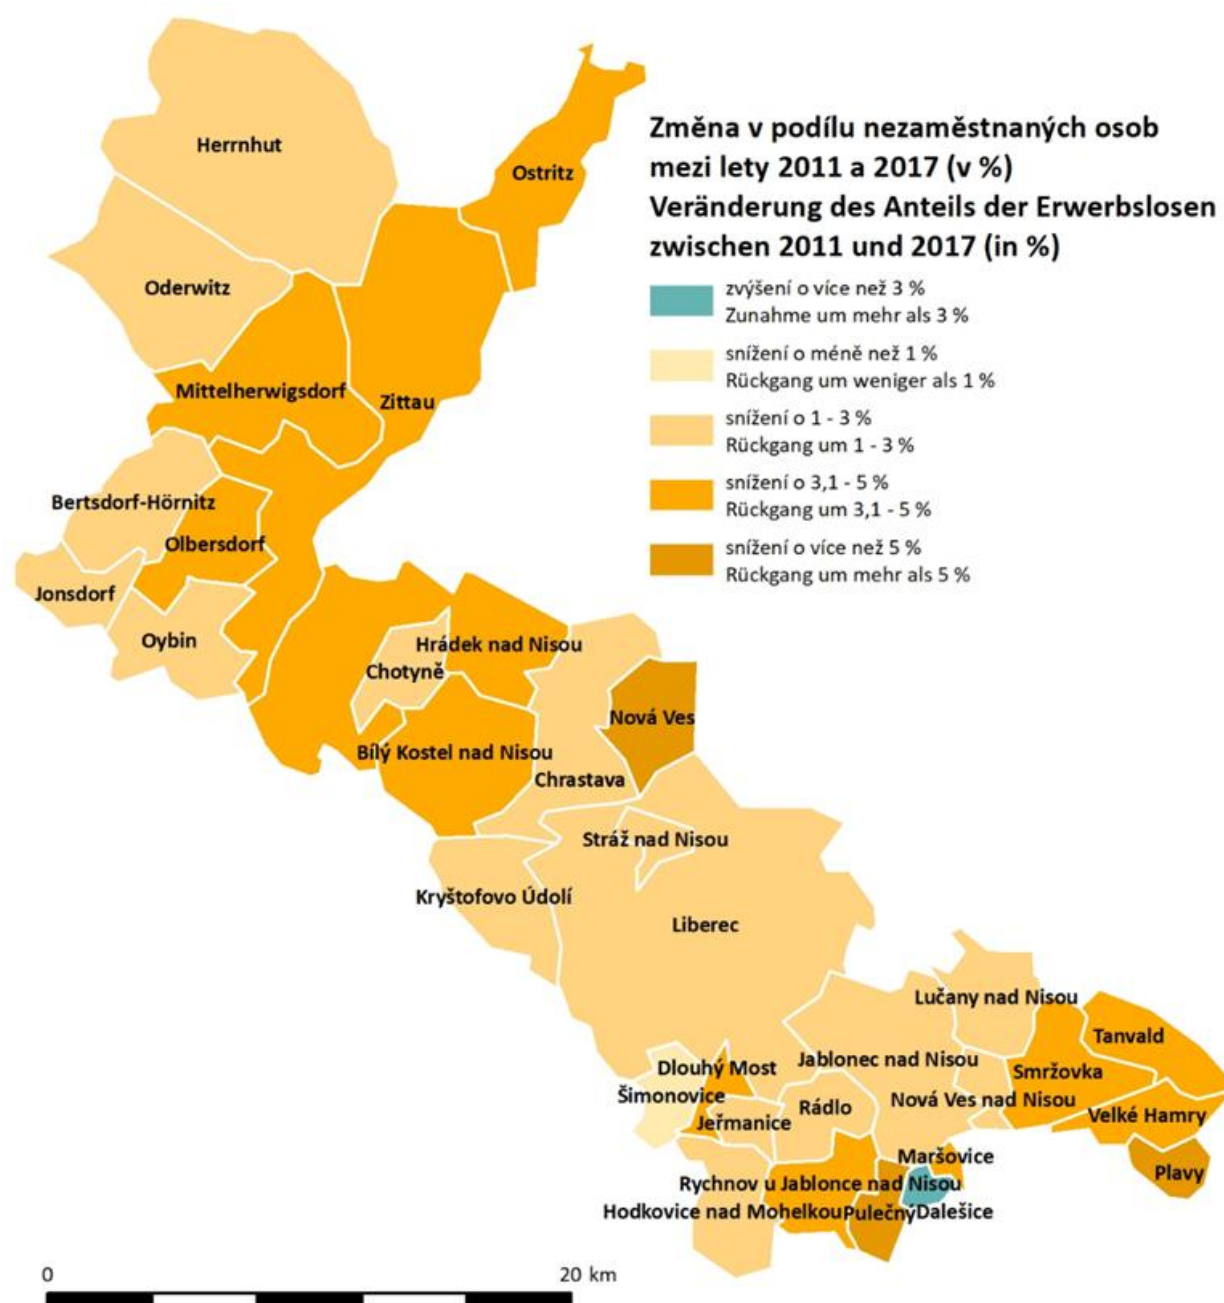 Změna v podílu nezaměstnaných osob
mezi lety 2011 a 2017 (v %)
Veränderung des Anteils der Erwerbslosen
zwischen 2011 und 2017 (in %)
zvýšení o více než 3 %
Zunahme um mehr als 3 %
snížení o méně než 1 %
Rückgang um weniger als 1 %
snížení o 1 - 3 %
Rückgang um 1 - 3 %
snížení o 3,1 - 5 %
Rückgang um 3,1 - 5 %
snížení o více než 5 %
Rückgang um mehr als 5 %
Herrnhut
Ostritz
Oderwitz
Mittelherwigsdorf
Zittau
Bertsdorf-Hörnitz
Olbersdorf
Jonsdorf
Oybin
Hrádek nad Nisou
Chotyně
Nová Ves
Bílý Kostel nad Nisou
Chrastava
Stráž nad Nisou
Kryštofovo Údolí
Liberec
Lučany nad Nisou
Tanvald
Jablonec nad Nisou
Dlouhý Most
Smržovka
Šimonovice
Nová Ves nad Nisou
Rádlo
Velké Hamry
Jeřmanice
Maršovice
Plavy
Rychnov u Jablonce nad Nisou
Hodkovice nad Mohelkou
Pulečný
Dalešice
0
20 km